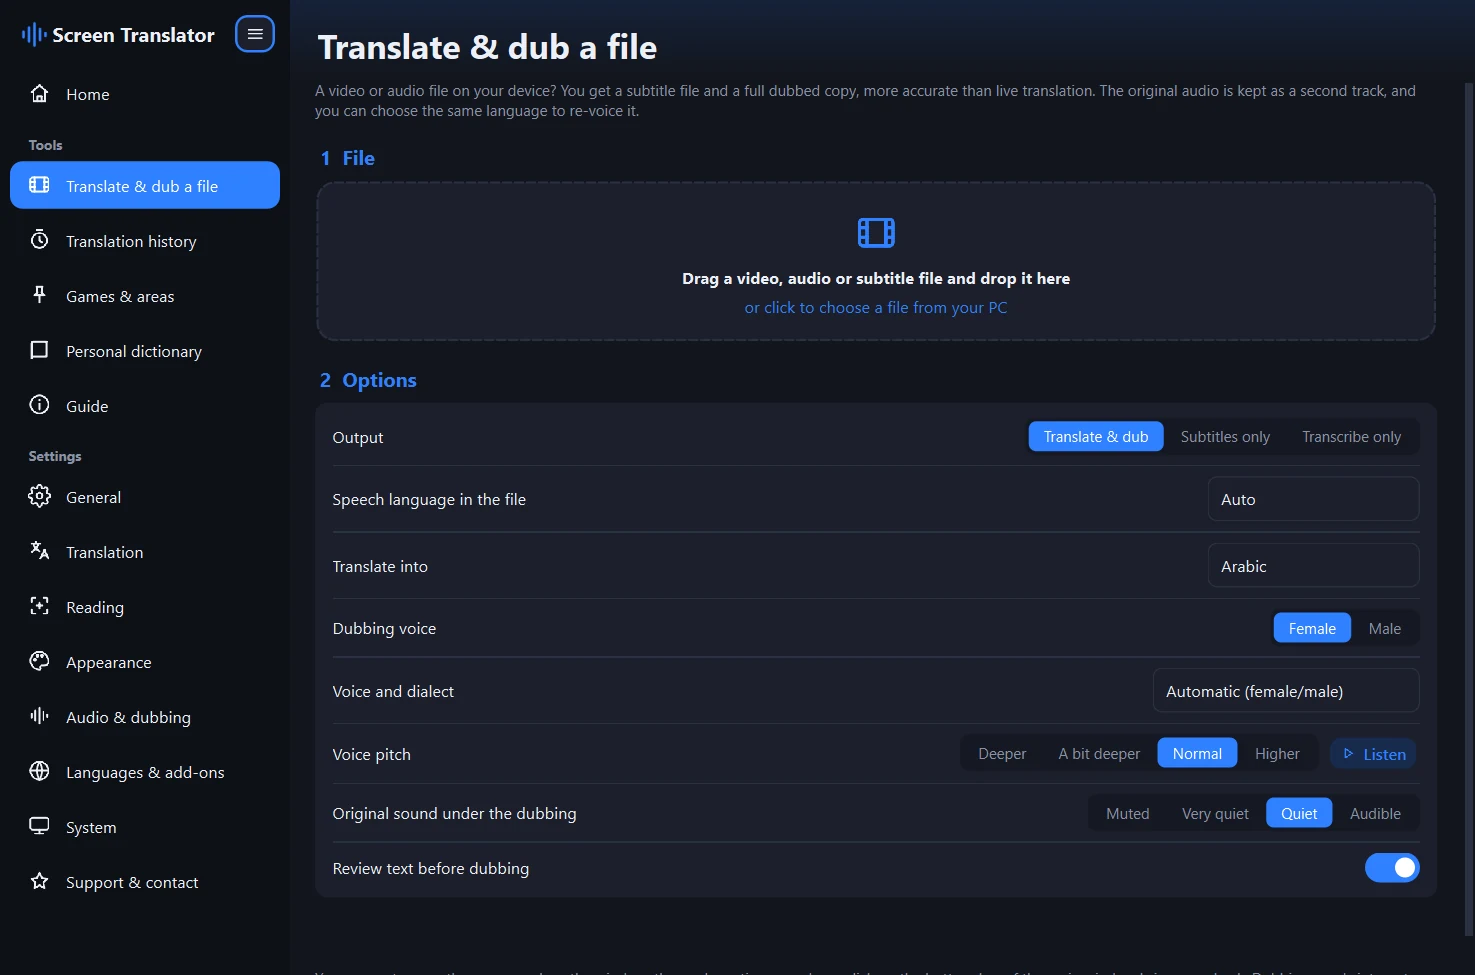 Screen Translator
Home
Tools
Translate & dub a file
Translation history
Games & areas
Personal dictionary
Guide
Settings
General
Translation
Reading
Appearance
Audio & dubbing
Languages & add-ons
System
Support & contact
Translate & dub a file
A video or audio file on your device? You get a subtitle file and a full dubbed copy, more accurate than live translation. The original audio is kept as a second track, and
you can choose the same language to re-voice it.
1 File
Drag a video, audio or subtitle file and drop it here
or click to choose a file from your PC
2 Options
Output Translate & dub Subtitles only Transcribe only
Speech language in the file Auto
Translate into Arabic
Dubbing voice Female Male
Voice and dialect Automatic (female/male)
Voice pitch Deeper A bit deeper Normal Higher Listen
Original sound under the dubbing Muted Very quiet Quiet Audible
Review text before dubbing